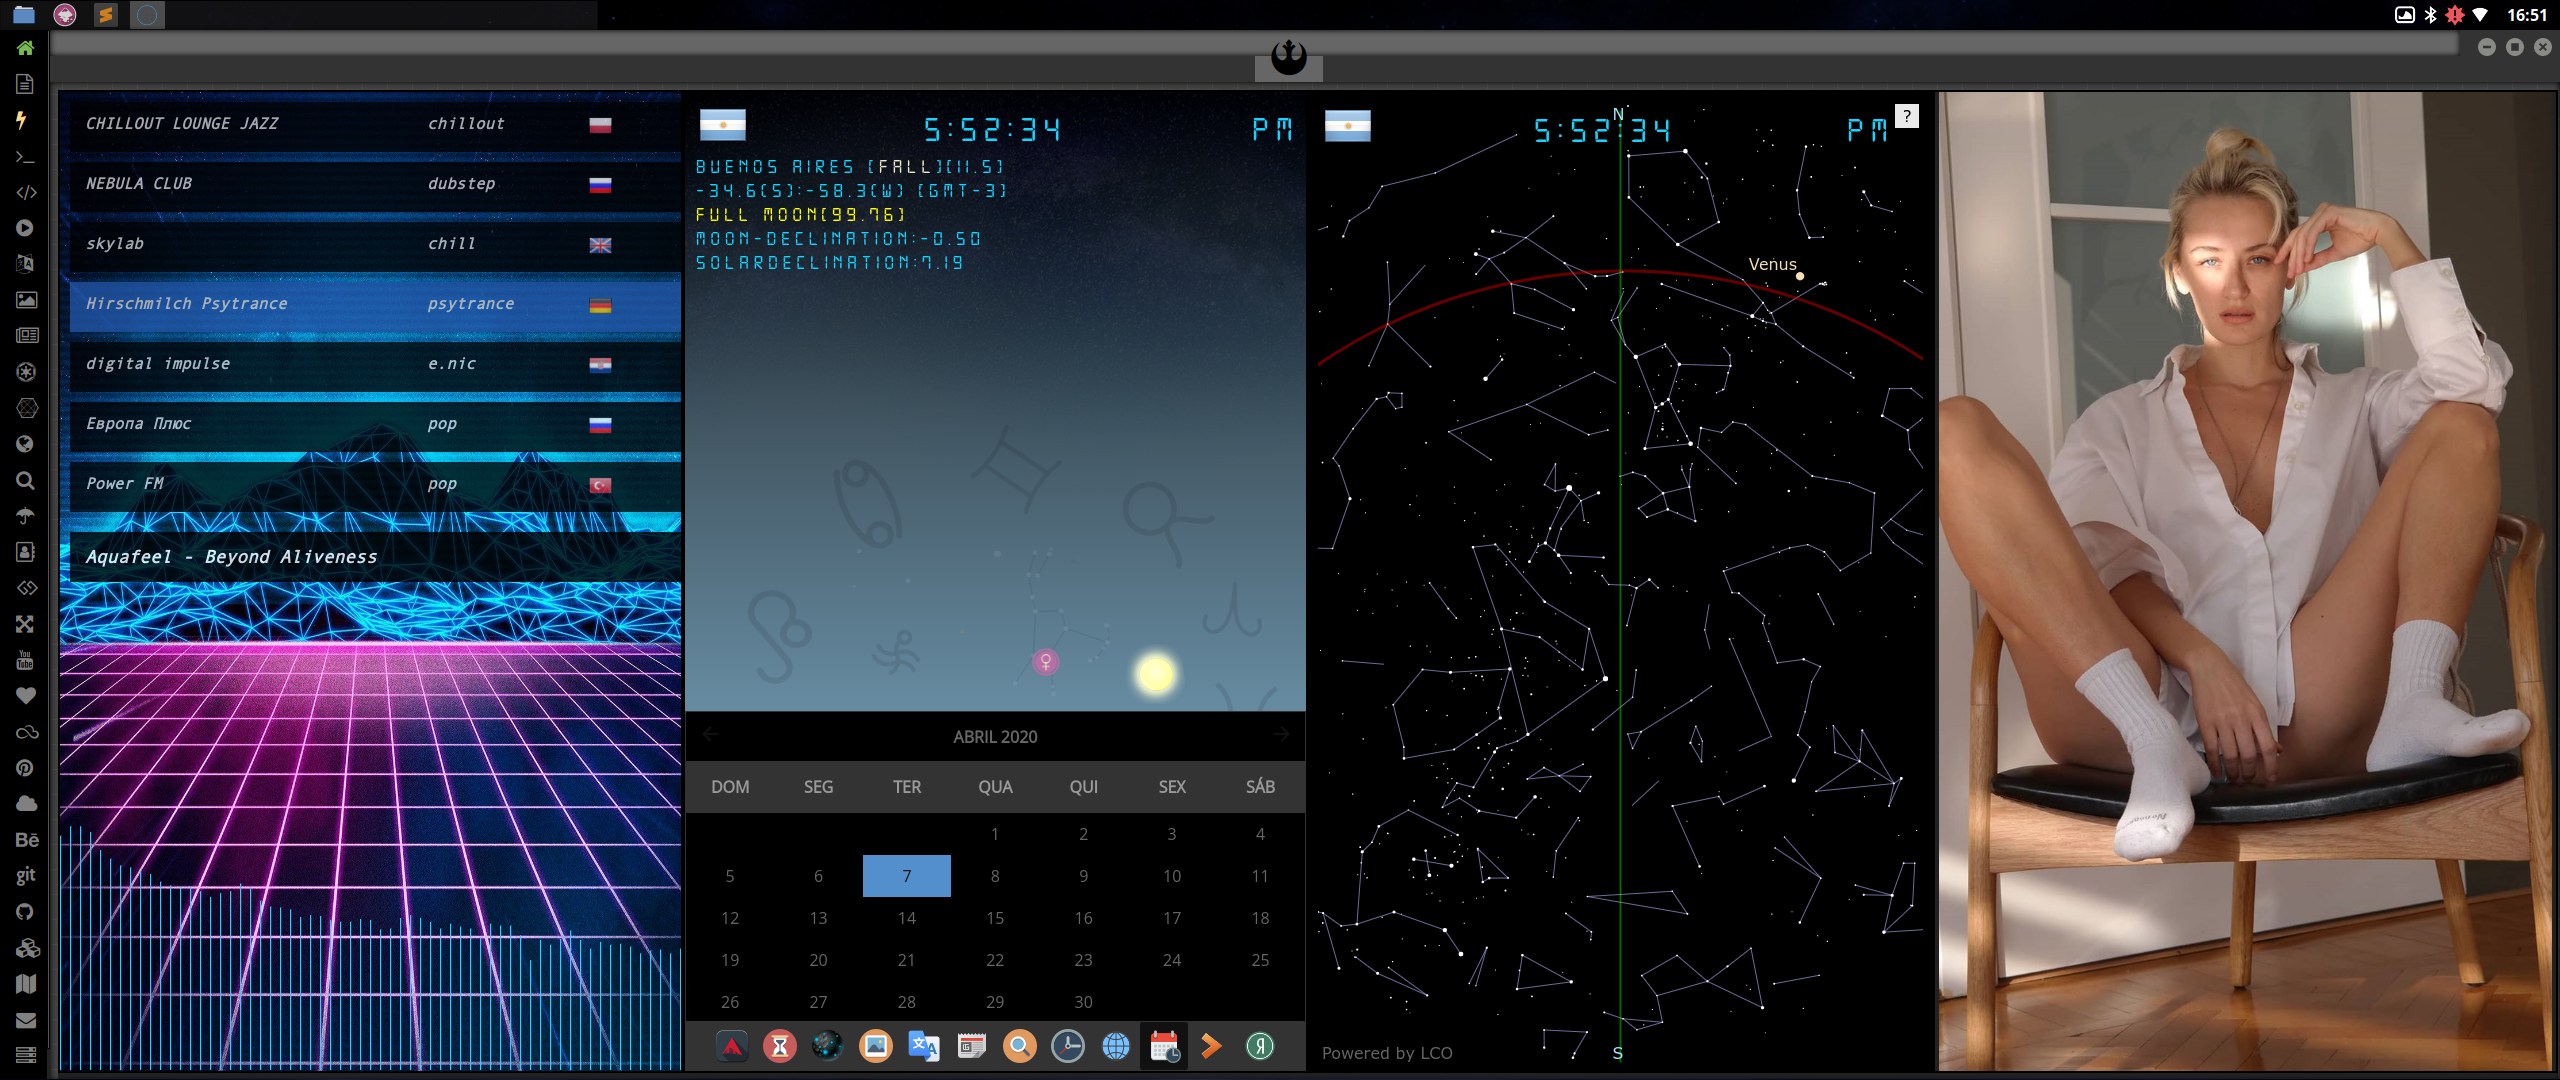 16:51
CHILLOUT LOUNGE JAZZ chillout
NEBULA CLUB dubstep
skylab chill
Hirschmilch Psytrance psytrance
digital impulse e.nic
Европа Плюс pop
Power FM pop
Aquafeel - Beyond Aliveness
5:52:34 PM
BUENOS AIRES [FALL][11.5]
-34.6(S):-58.3(W) [GMT-3]
FULL MOON[99.76]
MOON-DECLINATION:-0.50
SOLARDECLINATION:7.19
ABRIL 2020
DOM SEG TER QUA QUI SEX SÁB
1 2 3 4
5 6 7 8 9 10 11
12 13 14 15 16 17 18
19 20 21 22 23 24 25
26 27 28 29 30
N
5:52:34 PM
?
Venus
S
Powered by LCO
You
Tube
Bē
git
Я